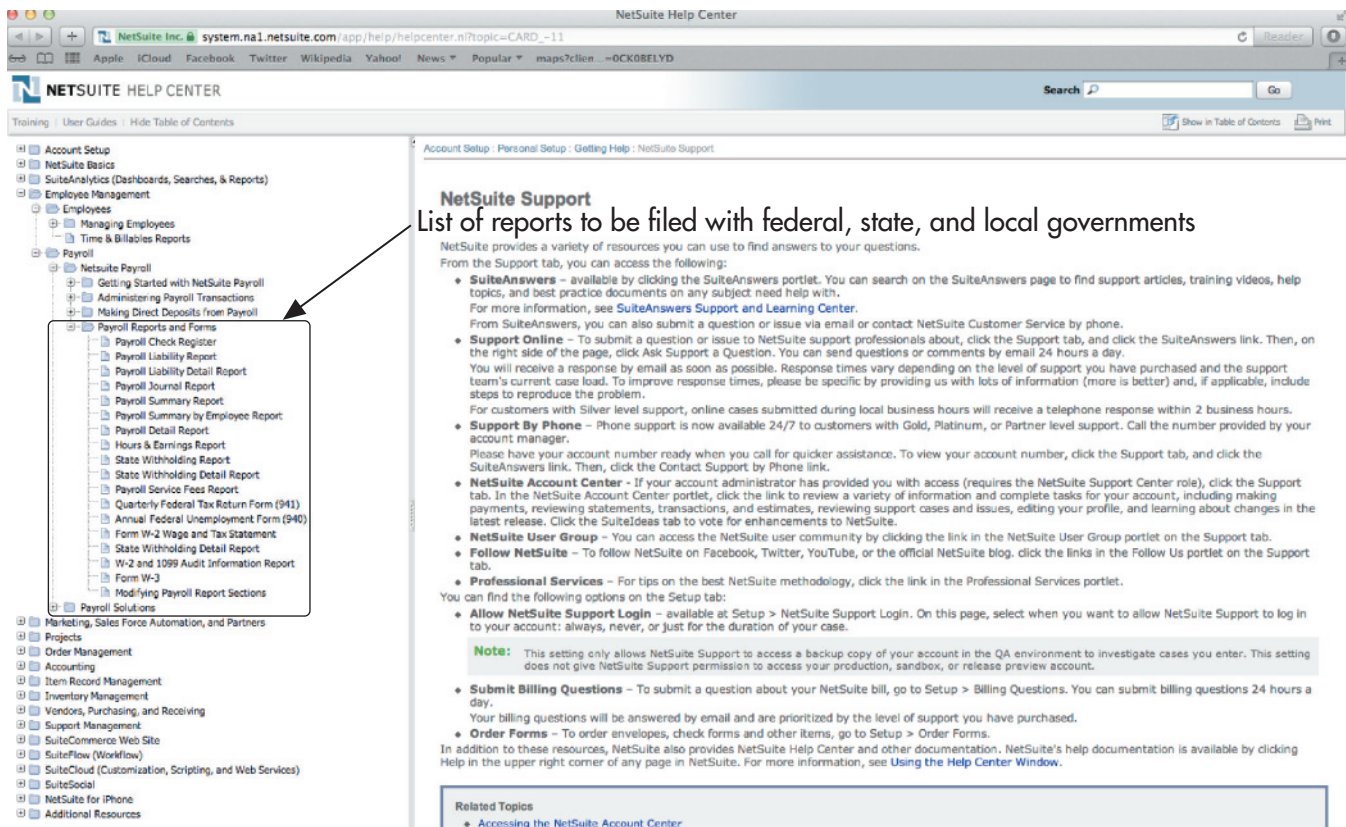 NetSuite Help Center
NetSuite Inc. system.na1.netsuite.com/app/help/helpcenter.nl?topic=CARD_-11
Reader
Apple iCloud Facebook Twitter Wikipedia Yahoo! News Popular maps?clien...=0CK0BELYD
NETSUITE HELP CENTER
Search
Go
Training | User Guides | Hide Table of Contents
Show in Table of Contents
Print
Account Setup
NetSuite Basics
SuiteAnalytics (Dashboards, Searches, & Reports)
Employee Management
Employees
Managing Employees
Time & Billables Reports
Payroll
Netsuite Payroll
Getting Started with NetSuite Payroll
Administering Payroll Transactions
Making Direct Deposits from Payroll
Payroll Reports and Forms
Payroll Check Register
Payroll Liability Report
Payroll Liability Detail Report
Payroll Journal Report
Payroll Summary Report
Payroll Summary by Employee Report
Payroll Detail Report
Hours & Earnings Report
State Withholding Report
State Withholding Detail Report
Payroll Service Fees Report
Quarterly Federal Tax Return Form (941)
Annual Federal Unemployment Form (940)
Form W-2 Wage and Tax Statement
State Withholding Detail Report
W-2 and 1099 Audit Information Report
Form W-3
Modifying Payroll Report Sections
Payroll Solutions
Marketing, Sales Force Automation, and Partners
Projects
Order Management
Accounting
Item Record Management
Inventory Management
Vendors, Purchasing, and Receiving
Support Management
SuiteCommerce Web Site
SuiteFlow (Workflow)
SuiteCloud (Customization, Scripting, and Web Services)
SuiteSocial
NetSuite for iPhone
Additional Resources
Account Setup : Personal Setup : Getting Help : NetSuite Support
NetSuite Support
List of reports to be filed with federal, state, and local governments
NetSuite provides a variety of resources you can use to find answers to your questions.
From the Support tab, you can access the following:
• SuiteAnswers – available by clicking the SuiteAnswers portlet. You can search on the SuiteAnswers page to find support articles, training videos, help
topics, and best practice documents on any subject need help with.
For more information, see SuiteAnswers Support and Learning Center.
From SuiteAnswers, you can also submit a question or issue via email or contact NetSuite Customer Service by phone.
• Support Online – To submit a question or issue to NetSuite support professionals about, click the Support tab, and click the SuiteAnswers link. Then, on
the right side of the page, click Ask Support a Question. You can send questions or comments by email 24 hours a day.
You will receive a response by email as soon as possible. Response times vary depending on the level of support you have purchased and the support
team's current case load. To improve response times, please be specific by providing us with lots of information (more is better) and, if applicable, include
steps to reproduce the problem.
For customers with Silver level support, online cases submitted during local business hours will receive a telephone response within 2 business hours.
• Support By Phone – Phone support is now available 24/7 to customers with Gold, Platinum, or Partner level support. Call the number provided by your
account manager.
Please have your account number ready when you call for quicker assistance. To view your account number, click the Support tab, and click the
SuiteAnswers link. Then, click the Contact Support by Phone link.
• NetSuite Account Center - If your account administrator has provided you with access (requires the NetSuite Support Center role), click the Support
tab. In the NetSuite Account Center portlet, click the link to review a variety of information and complete tasks for your account, including making
payments, reviewing statements, transactions, and estimates, reviewing support cases and issues, editing your profile, and learning about changes in the
latest release. Click the SuiteIdeas tab to vote for enhancements to NetSuite.
• NetSuite User Group – You can access the NetSuite user community by clicking the link in the NetSuite User Group portlet on the Support tab.
• Follow NetSuite – To follow NetSuite on Facebook, Twitter, YouTube, or the official NetSuite blog. click the links in the Follow Us portlet on the Support
tab.
• Professional Services – For tips on the best NetSuite methodology, click the link in the Professional Services portlet.
You can find the following options on the Setup tab:
• Allow NetSuite Support Login – available at Setup > NetSuite Support Login. On this page, select when you want to allow NetSuite Support to log in
to your account: always, never, or just for the duration of your case.
Note: This setting only allows NetSuite Support to access a backup copy of your account in the QA environment to investigate cases you enter. This setting
does not give NetSuite Support permission to access your production, sandbox, or release preview account.
• Submit Billing Questions – To submit a question about your NetSuite bill, go to Setup > Billing Questions. You can submit billing questions 24 hours a
day.
Your billing questions will be answered by email and are prioritized by the level of support you have purchased.
• Order Forms – To order envelopes, check forms and other items, go to Setup > Order Forms.
In addition to these resources, NetSuite also provides NetSuite Help Center and other documentation. NetSuite's help documentation is available by clicking
Help in the upper right corner of any page in NetSuite. For more information, see Using the Help Center Window.
Related Topics
• Accessing the NetSuite Account Center